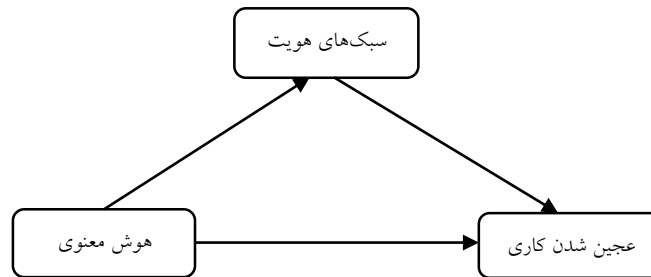 سبک‌های هویت
هوش معنوی
عجین شدن کاری